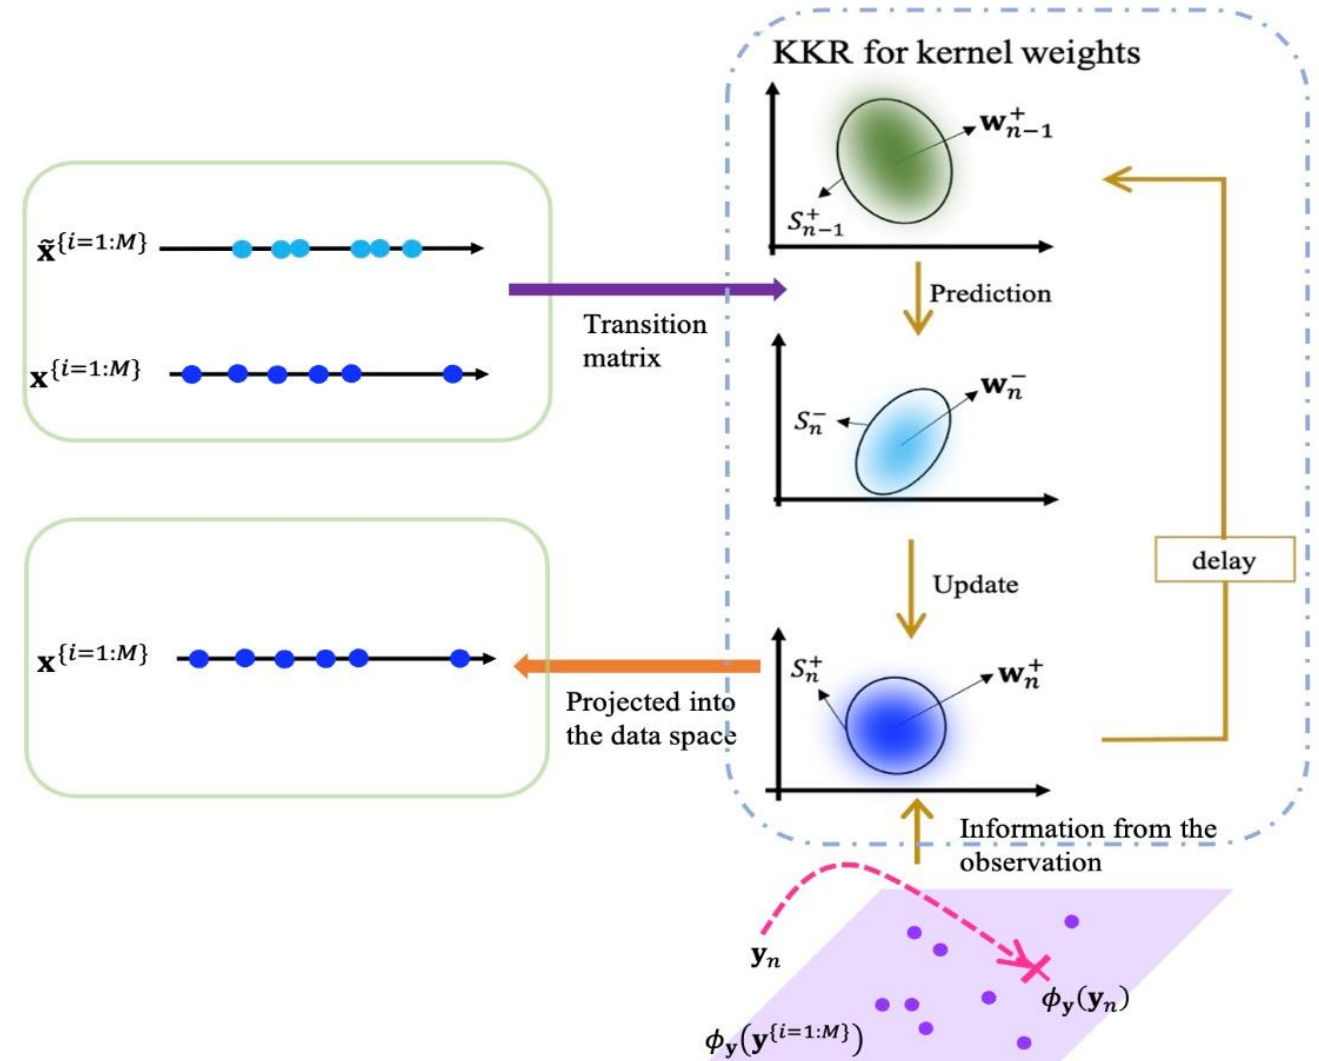 KKR for kernel weights
𝐰⁺ₙ₋₁
S⁺ₙ₋₁
x̃^{i=1:M}
Prediction
Transition
matrix
x^{i=1:M}
𝐰⁻ₙ
S⁻ₙ
delay
Update
x^{i=1:M}
S⁺ₙ
𝐰⁺ₙ
Projected into
the data space
Information from the
observation
𝐲ₙ
ϕ_𝐲(𝐲ₙ)
ϕ_𝐲(𝐲^{i=1:M})